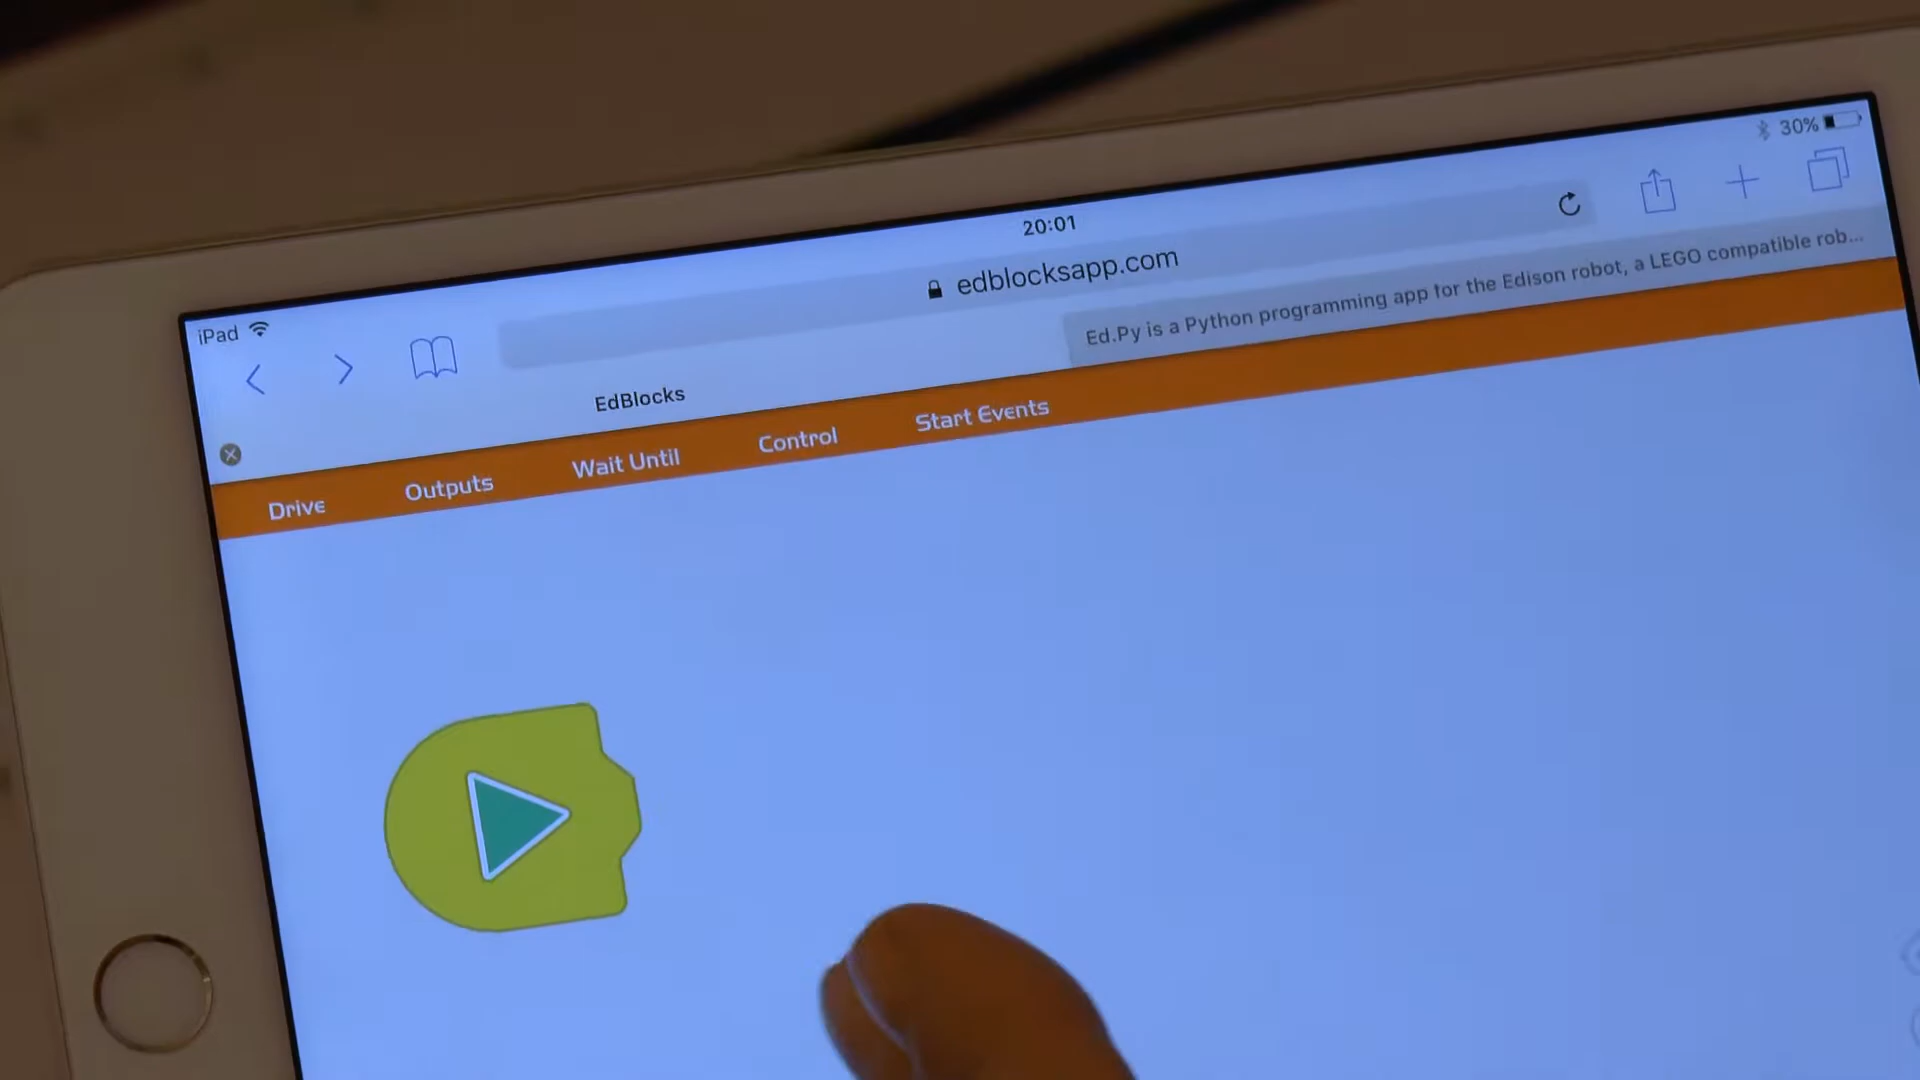 iPad
20:01
30%
edblocksapp.com
EdBlocks
Ed.Py is a Python programming app for the Edison robot, a LEGO compatible rob...
Drive
Outputs
Wait Until
Control
Start Events